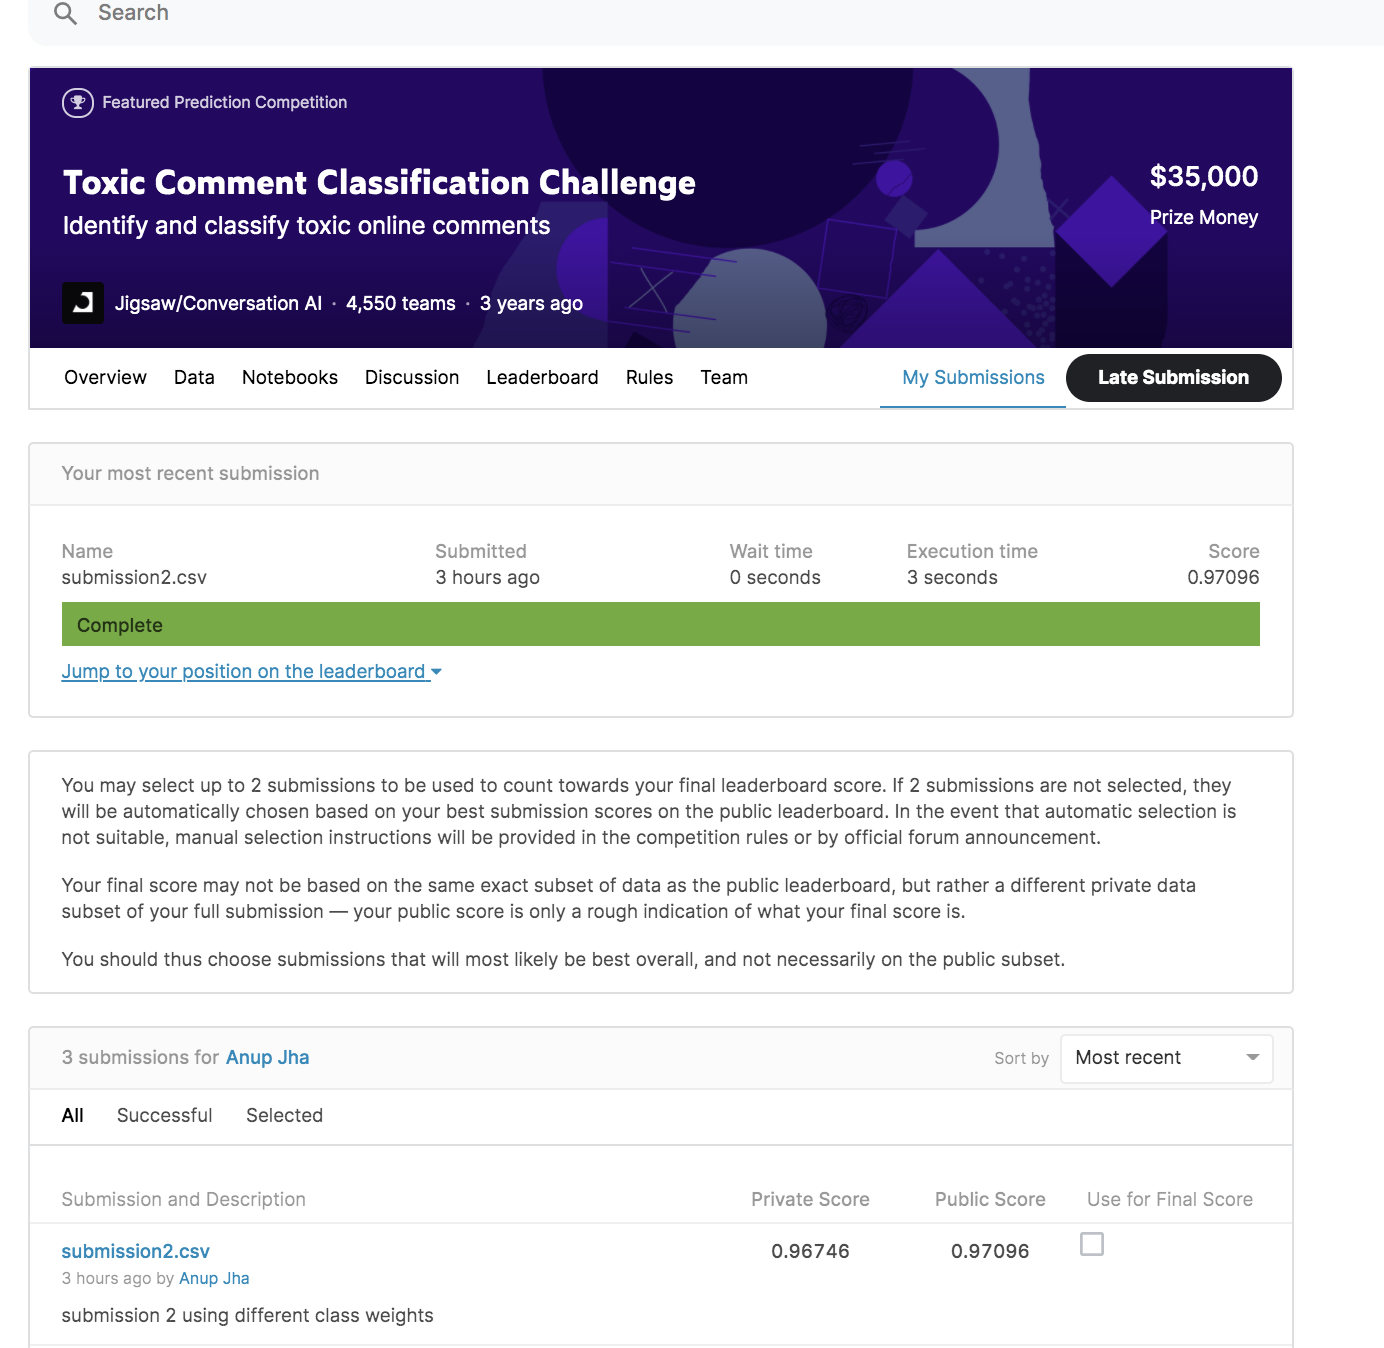 Search
Featured Prediction Competition
Toxic Comment Classification Challenge
Identify and classify toxic online comments
$35,000
Prize Money
Jigsaw/Conversation AI · 4,550 teams · 3 years ago
Overview Data Notebooks Discussion Leaderboard Rules Team My Submissions Late Submission
Your most recent submission
Name Submitted Wait time Execution time Score
submission2.csv 3 hours ago 0 seconds 3 seconds 0.97096
Complete
Jump to your position on the leaderboard
You may select up to 2 submissions to be used to count towards your final leaderboard score. If 2 submissions are not selected, they
will be automatically chosen based on your best submission scores on the public leaderboard. In the event that automatic selection is
not suitable, manual selection instructions will be provided in the competition rules or by official forum announcement.
Your final score may not be based on the same exact subset of data as the public leaderboard, but rather a different private data
subset of your full submission — your public score is only a rough indication of what your final score is.
You should thus choose submissions that will most likely be best overall, and not necessarily on the public subset.
3 submissions for Anup Jha Sort by Most recent
All Successful Selected
Submission and Description Private Score Public Score Use for Final Score
submission2.csv 0.96746 0.97096
3 hours ago by Anup Jha
submission 2 using different class weights